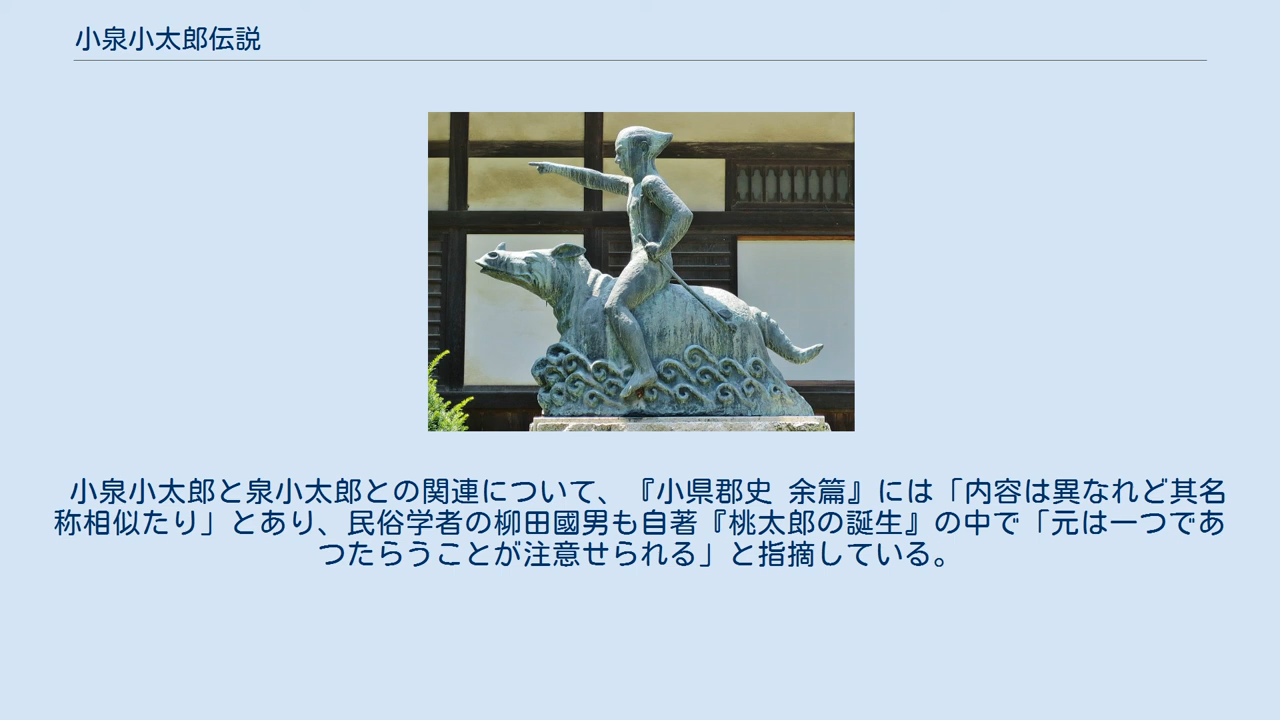 小泉小太郎伝説
小泉小太郎と泉小太郎との関連について、『小県郡史 余篇』には「内容は異なれど其名
称相似たり」とあり、民俗学者の柳田國男も自著『桃太郎の誕生』の中で「元は一つであ
つたらうことが注意せられる」と指摘している。